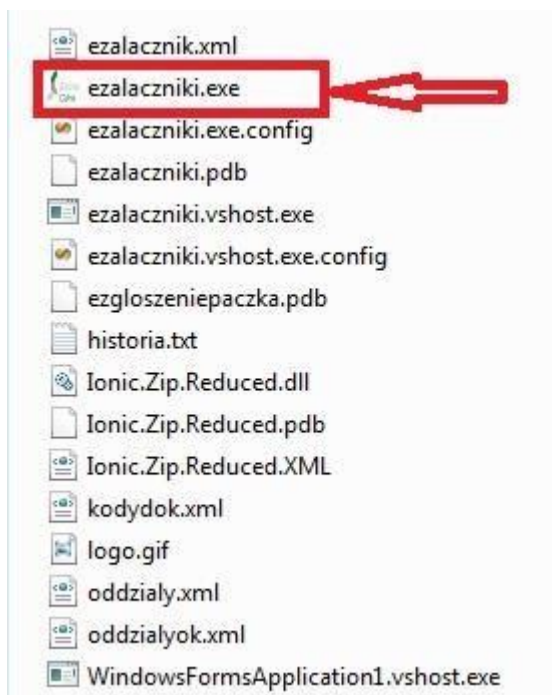 ezalacznik.xml
ezalaczniki.exe
ezalaczniki.exe.config
ezalaczniki.pdb
ezalaczniki.vshost.exe
ezalaczniki.vshost.exe.config
ezgloszeniepaczka.pdb
historia.txt
Ionic.Zip.Reduced.dll
Ionic.Zip.Reduced.pdb
Ionic.Zip.Reduced.XML
kodydok.xml
logo.gif
oddzialy.xml
oddzialyok.xml
WindowsFormsApplication1.vshost.exe